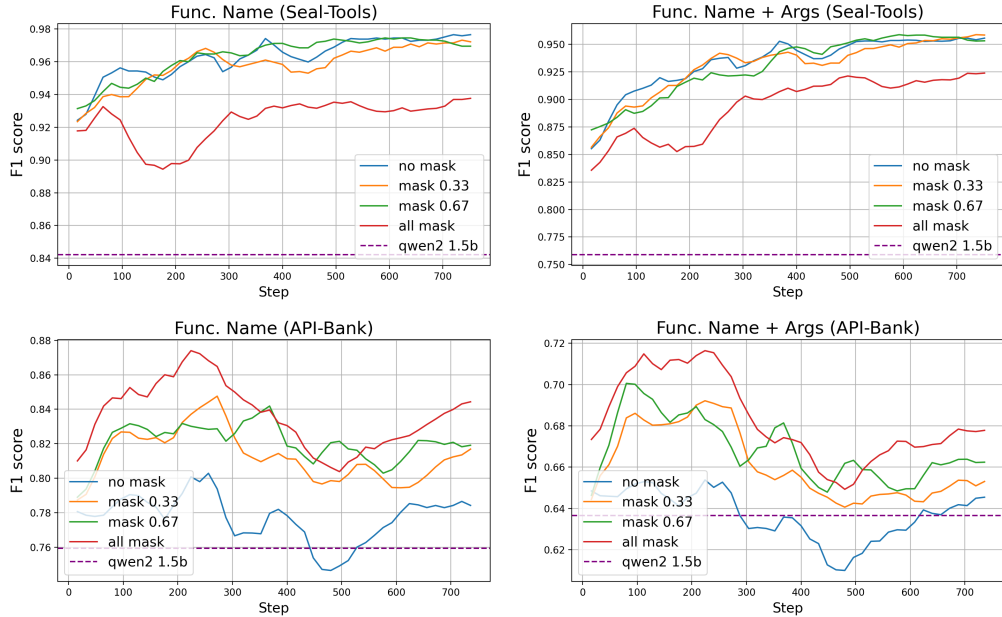 Func. Name (Seal-Tools)
F1 score
0.98
0.96
0.94
0.92
0.90
0.88
0.86
0.84
no mask
mask 0.33
mask 0.67
all mask
qwen2 1.5b
0 100 200 300 400 500 600 700
Step
Func. Name + Args (Seal-Tools)
F1 score
0.950
0.925
0.900
0.875
0.850
0.825
0.800
0.775
0.750
no mask
mask 0.33
mask 0.67
all mask
qwen2 1.5b
0 100 200 300 400 500 600 700
Step
Func. Name (API-Bank)
F1 score
0.88
0.86
0.84
0.82
0.80
0.78
0.76
no mask
mask 0.33
mask 0.67
all mask
qwen2 1.5b
0 100 200 300 400 500 600 700
Step
Func. Name + Args (API-Bank)
F1 score
0.72
0.70
0.68
0.66
0.64
0.62
no mask
mask 0.33
mask 0.67
all mask
qwen2 1.5b
0 100 200 300 400 500 600 700
Step